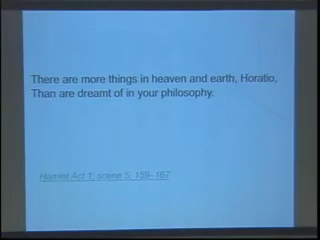 There are more things in heaven and earth, Horatio,
Than are dreamt of in your philosophy.
Hamlet Act 1, scene 5, 159–167